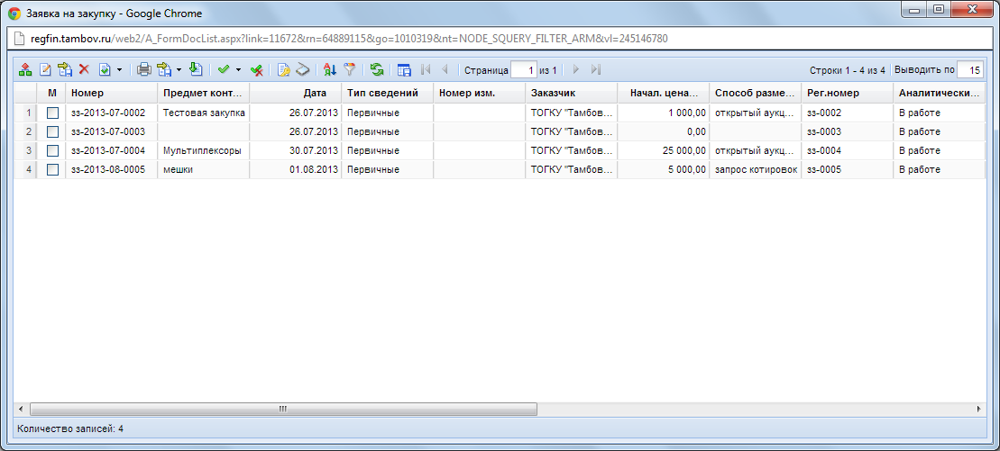 Заявка на закупку - Google Chrome
regfin.tambov.ru/web2/A_FormDocList.aspx?link=11672&rn=64889115&go=1010319&nt=NODE_SQUERY_FILTER_ARM&vl=245146780
Страница 1 из 1 Строки 1 - 4 из 4 Выводить по 15
М Номер Предмет конт... Дата Тип сведений Номер изм. Заказчик Начал. цена... Способ разме... Рег.номер Аналитически...
1 зз-2013-07-0002 Тестовая закупка 26.07.2013 Первичные ТОГКУ "Тамбов... 1 000,00 открытый аукц... зз-0002 В работе
2 зз-2013-07-0003 26.07.2013 Первичные ТОГКУ "Тамбов... 0,00 зз-0003 В работе
3 зз-2013-07-0004 Мультиплексоры 30.07.2013 Первичные ТОГКУ "Тамбов... 25 000,00 открытый аукц... зз-0004 В работе
4 зз-2013-08-0005 мешки 01.08.2013 Первичные ТОГКУ "Тамбов... 5 000,00 запрос котировок зз-0005 В работе
Количество записей: 4